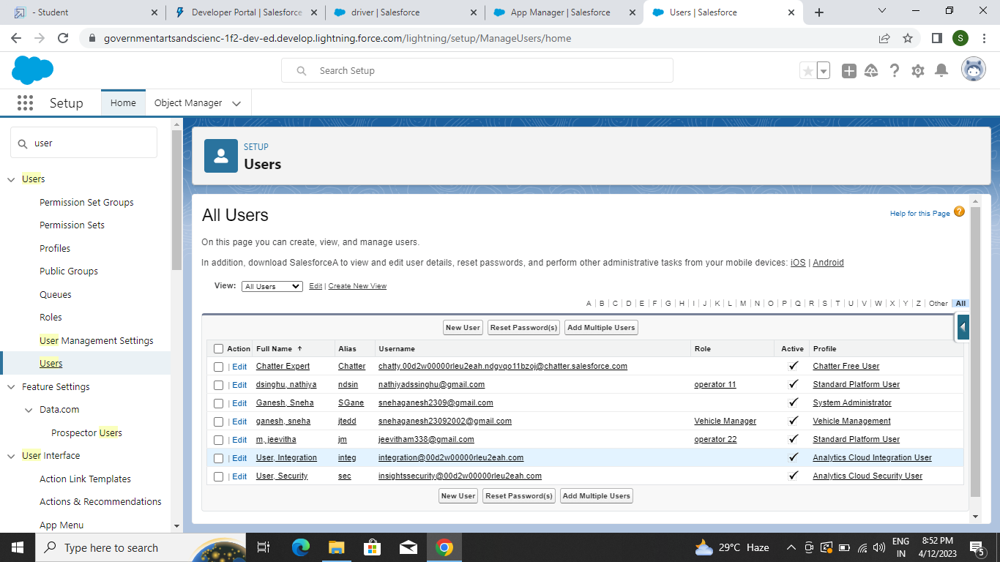 - Student
Developer Portal | Salesforce
driver | Salesforce
App Manager | Salesforce
Users | Salesforce
governmentartsandscienc-1f2-dev-ed.develop.lightning.force.com/lightning/setup/ManageUsers/home
S
Search Setup
Setup
Home
Object Manager
user
Users
Permission Set Groups
Permission Sets
Profiles
Public Groups
Queues
Roles
User Management Settings
Users
Feature Settings
Data.com
Prospector Users
User Interface
Action Link Templates
Actions & Recommendations
App Menu
SETUP
Users
All Users
Help for this Page ?
On this page you can create, view, and manage users.
In addition, download SalesforceA to view and edit user details, reset passwords, and perform other administrative tasks from your mobile devices: iOS | Android
View: All Users Edit | Create New View
A | B | C | D | E | F | G | H | I | J | K | L | M | N | O | P | Q | R | S | T | U | V | W | X | Y | Z | Other | All
New User Reset Password(s) Add Multiple Users
Action Full Name Alias Username Role Active Profile
| Edit Chatter Expert Chatter chatty.00d2w00000rleu2eah.ndgvqo11bzoj@chatter.salesforce.com Chatter Free User
| Edit dsinghu, nathiya ndsin nathiyadssinghu@gmail.com operator 11 Standard Platform User
| Edit Ganesh, Sneha SGane snehaganesh2309@gmail.com System Administrator
| Edit ganesh, sneha jtedd snehaganesh23092002@gmail.com Vehicle Manager Vehicle Management
| Edit m, jeevitha jm jeevitham338@gmail.com operator 22 Standard Platform User
| Edit User, Integration integ integration@00d2w00000rleu2eah.com Analytics Cloud Integration User
| Edit User, Security sec insightssecurity@00d2w00000rleu2eah.com Analytics Cloud Security User
New User Reset Password(s) Add Multiple Users
Type here to search
29°C Haze
ENG
IN
8:52 PM
4/12/2023
5